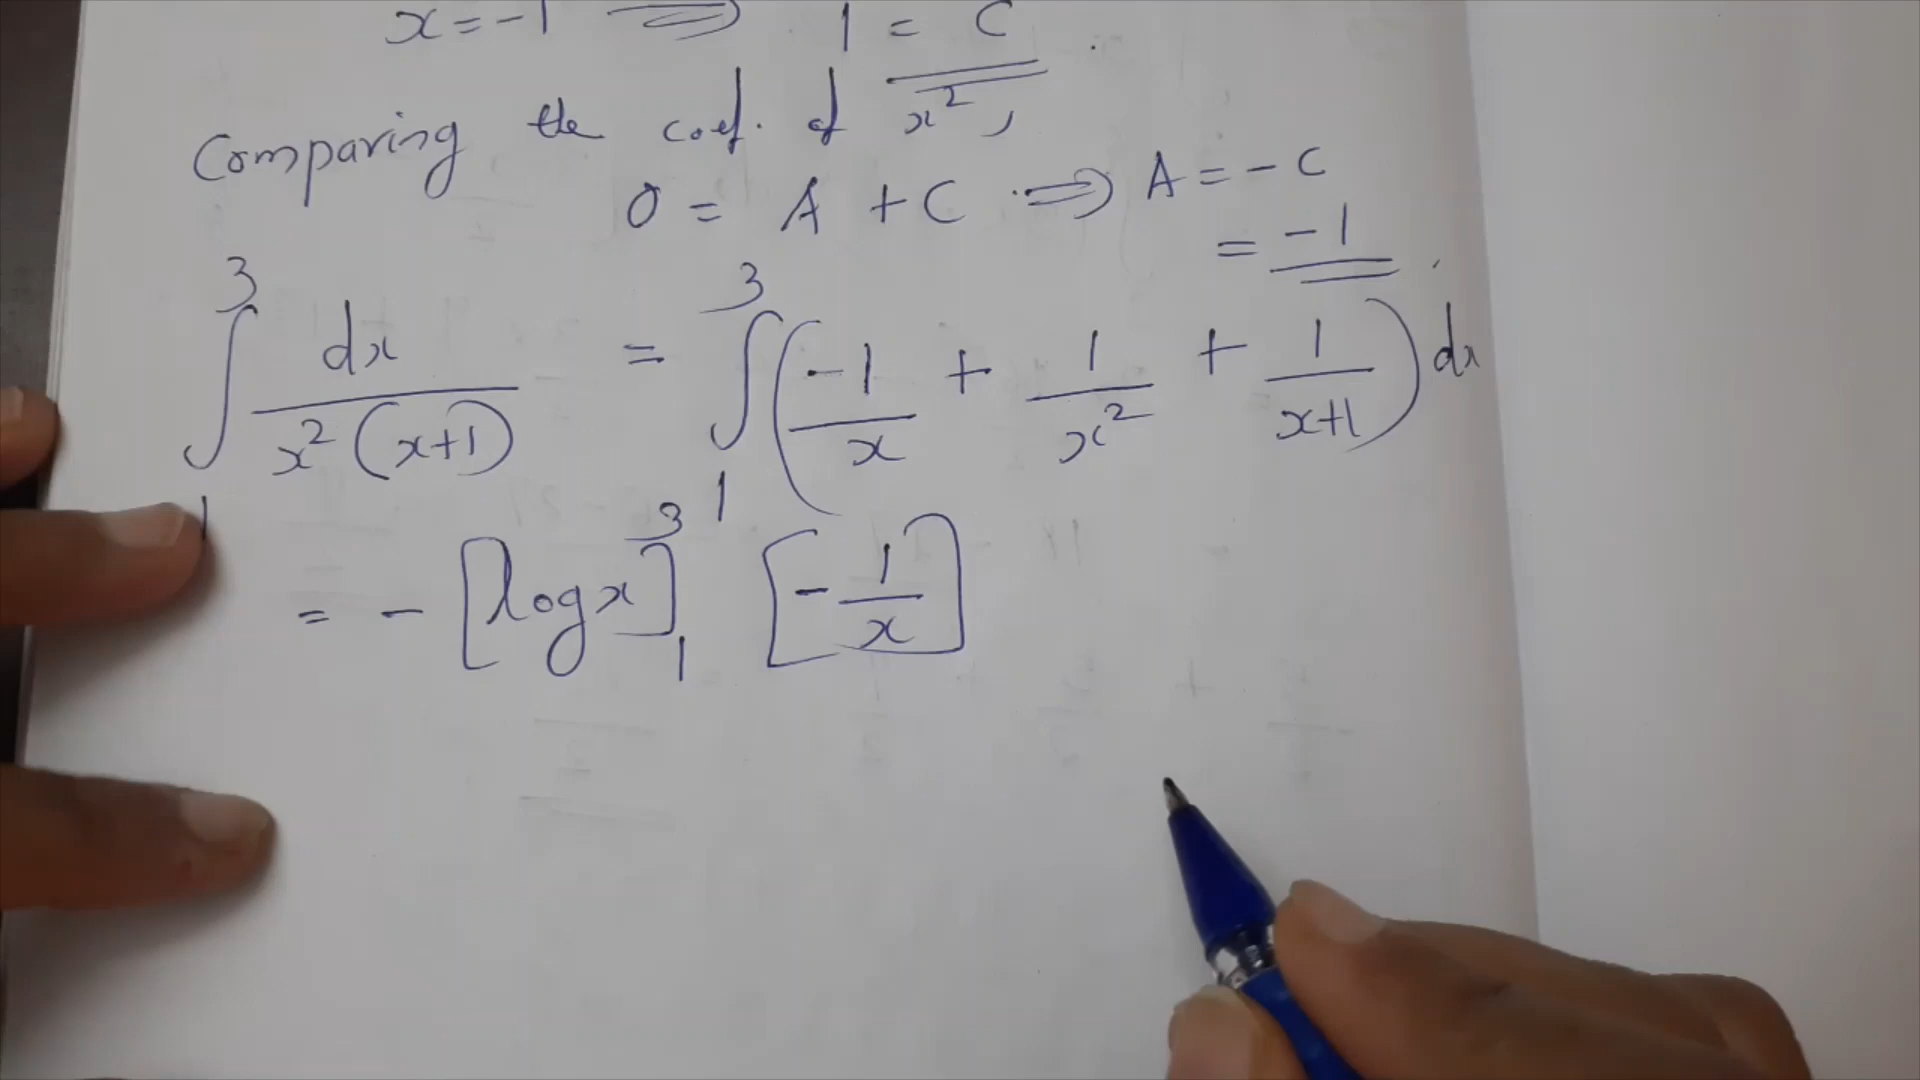 x = -1 ⟹ 1 = C
Comparing the coef. of x²,
0 = A + C ⟹ A = - C
= -1
∫₁³ dx / x² (x+1) = ∫₁³ ( -1/x + 1/x² + 1/x+1 ) dx
= - [log x]₁³ [- 1/x]